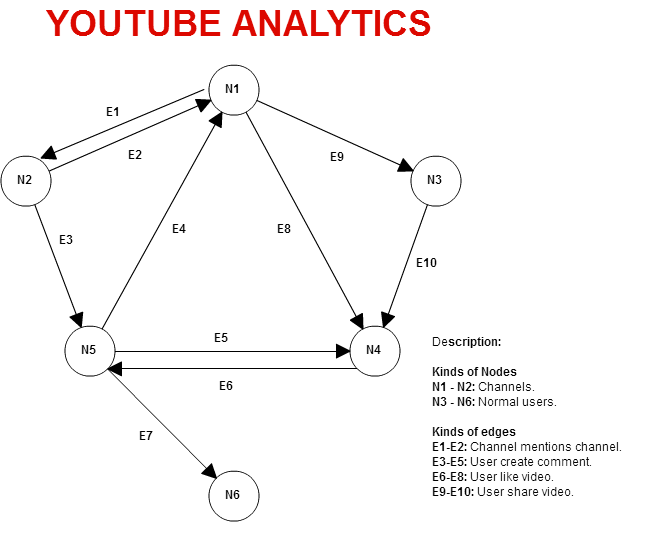 YOUTUBE ANALYTICS
N1
E1
E2
E9
N2
N3
E3
E4
E8
E10
Description:
E5
N5
N4
Kinds of Nodes
E6
N1 - N2: Channels.
N3 - N6: Normal users.
Kinds of edges
E7
E1-E2: Channel mentions channel.
E3-E5: User create comment.
E6-E8: User like video.
E9-E10: User share video.
N6